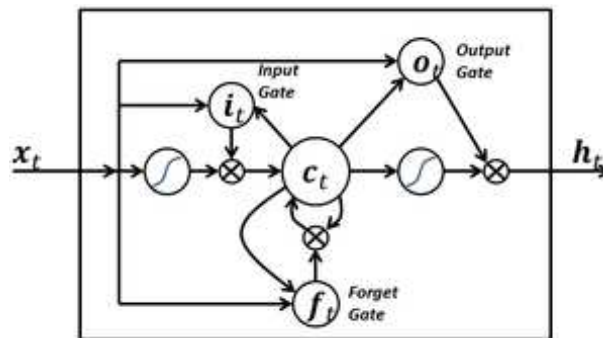 Output
Gate
o_t
Input
Gate
i_t
x_t
c_t
h_t
f_t
Forget
Gate